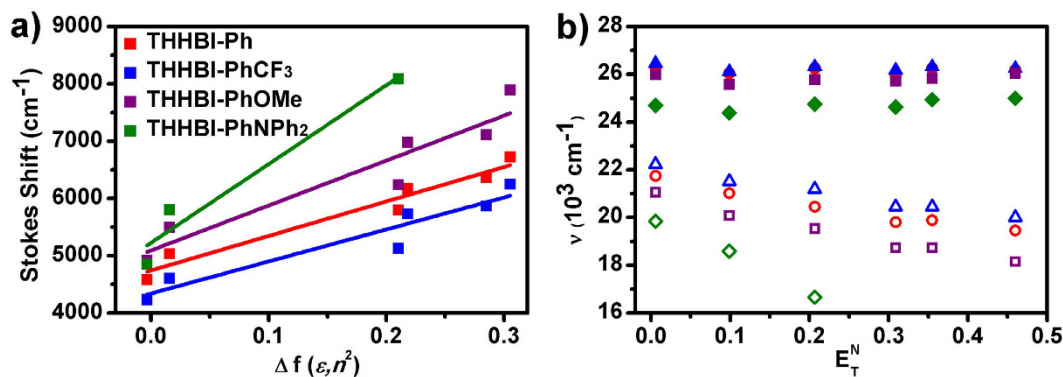 a)
Stokes Shift (cm⁻¹)
9000
8000
7000
6000
5000
4000
THHBI-Ph
THHBI-PhCF₃
THHBI-PhOMe
THHBI-PhNPh₂
0.0 0.1 0.2 0.3
Δ f (ε,n²)
b)
ν (10³ cm⁻¹)
28
26
24
22
20
18
16
0.0 0.1 0.2 0.3 0.4 0.5
E_T^N